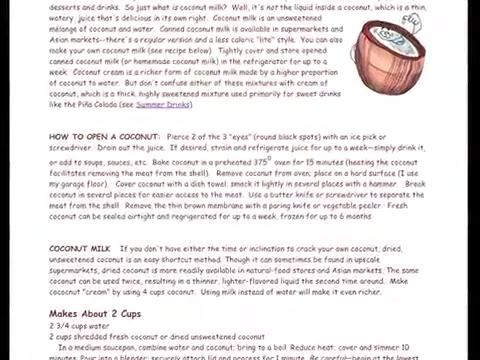 desserts and drinks. So just what is coconut milk? Well, it's not the liquid inside a coconut, which is a thin,
watery juice that's delicious in its own right. Coconut milk is an unsweetened
mélange of coconut and water. Canned coconut milk is available in supermarkets and
Asian markets--there's a regular version and a less caloric "lite" style. You can also
make your own coconut milk (see recipe below) Tightly cover and store opened
canned coconut milk (or homemade coconut milk) in the refrigerator for up to a
week. Coconut cream is a richer form of coconut milk made by a higher proportion
of coconut to water. But don't confuse either of these mixtures with cream of
coconut, which is a thick, highly sweetened mixture used primarily for sweet drinks
like the Piña Colada (see Summer Drinks).
HOW TO OPEN A COCONUT: Pierce 2 of the 3 "eyes" (round black spots) with an ice pick or
screwdriver. Drain out the juice. If desired, strain and refrigerate juice for up to a week—simply drink it,
or add to soups, sauces, etc. Bake coconut in a preheated 375° oven for 15 minutes (heating the coconut
facilitates removing the meat from the shell). Remove coconut from oven; place on a hard surface (I use
my garage floor). Cover coconut with a dish towel, smack it lightly in several places with a hammer. Break
coconut in several pieces for easier access to the meat. Use a butter knife or screwdriver to separate the
meat from the shell Remove the thin brown membrane with a paring knife or vegetable peeler Fresh
coconut can be sealed airtight and regrigerated for up to a week, frozen for up to 6 months
COCONUT MILK If you don't have either the time or inclination to crack your own coconut, dried,
unsweetened coconut is an easy shortcut method. Though it can sometimes be found in upscale
supermarkets, dried coconut is more readily available in natural-food stores and Asian markets. The same
coconut can be used twice, resulting in a thinner, lighter-flavored liquid the second time around. Make
coconut "cream" by using 4 cups coconut. Using milk instead of water will make it even richer.
Makes About 2 Cups
2 3/4 cups water
2 cups shredded fresh coconut or dried unsweetened coconut
In a medium saucepan, combine water and coconut; bring to a boil. Reduce heat; cover and simmer 10
minutes. Pour into a blender; securely attach lid and process for 1 minute. Be careful—begin at the lowest